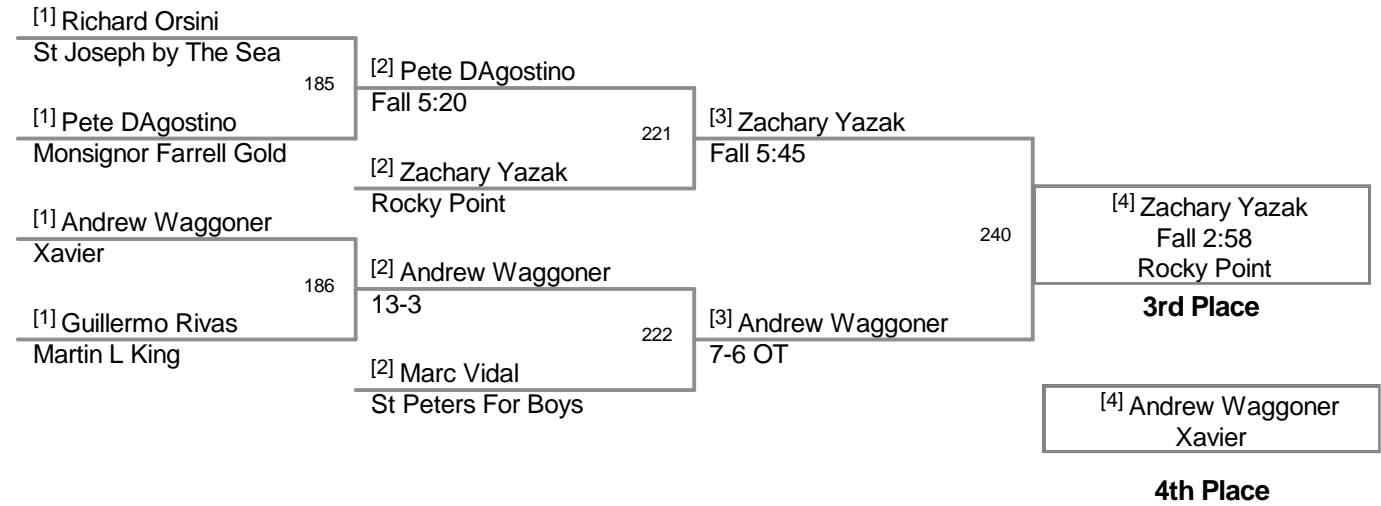 [1] Richard Orsini
St Joseph by The Sea
185
[1] Pete DAgostino
Monsignor Farrell Gold
[1] Andrew Waggoner
Xavier
186
[1] Guillermo Rivas
Martin L King
[2] Pete DAgostino
Fall 5:20
221
[2] Zachary Yazak
Rocky Point
[2] Andrew Waggoner
13-3
222
[2] Marc Vidal
St Peters For Boys
[3] Zachary Yazak
Fall 5:45
240
[3] Andrew Waggoner
7-6 OT
[4] Zachary Yazak
Fall 2:58
Rocky Point
3rd Place
[4] Andrew Waggoner
Xavier
4th Place